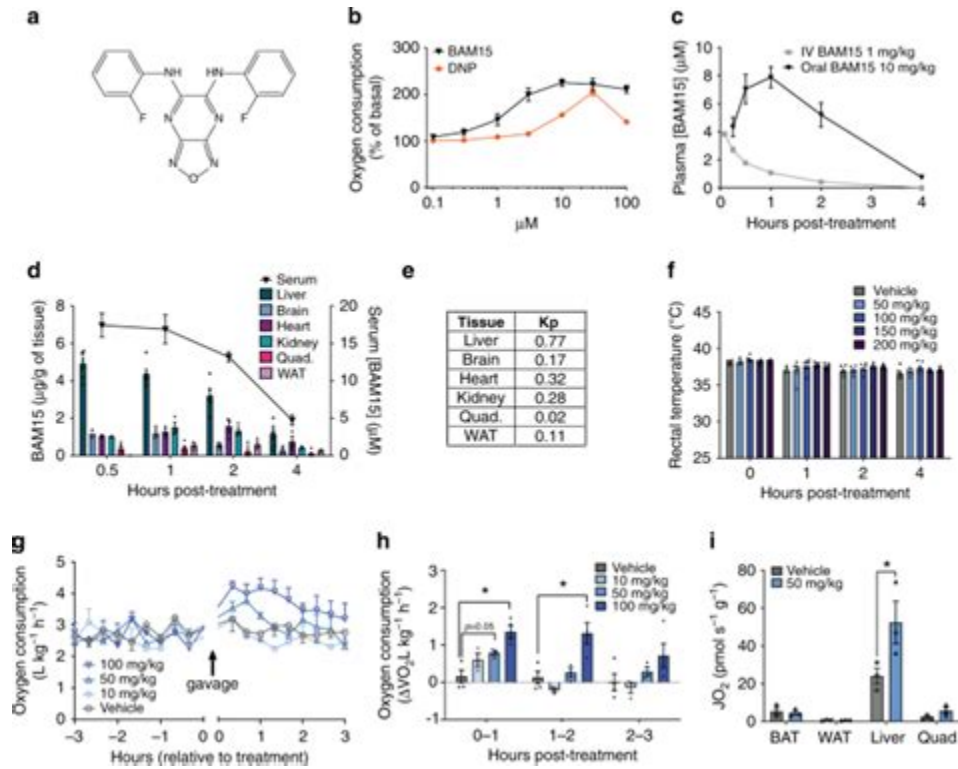 a
NH
HN
F
F
N
N
N
N
O
b
BAM15
DNP
Oxygen consumption
(% of basal)
300
200
100
0
0.1
1
10
100
μM
c
IV BAM15 1 mg/kg
Oral BAM15 10 mg/kg
Plasma [BAM15] (μM)
10
8
6
4
2
0
0
1
2
3
4
Hours post-treatment
d
Serum
Liver
Brain
Heart
Kidney
Quad.
WAT
BAM15 (μg/g of tissue)
8
6
4
2
0
Serum [BAM15]
(μM)
20
15
10
5
0
0.5
1
2
4
Hours post-treatment
e
Tissue Kp
Liver 0.77
Brain 0.17
Heart 0.32
Kidney 0.28
Quad. 0.02
WAT 0.11
f
Vehicle
50 mg/kg
100 mg/kg
150 mg/kg
200 mg/kg
Rectal temperature (°C)
45
40
35
30
25
0
1
2
4
Hours post-treatment
g
Oxygen consumption
(L kg⁻¹ h⁻¹)
5
4
3
2
1
0
100 mg/kg
50 mg/kg
10 mg/kg
Vehicle
gavage
−3
−2
−1
0
0
1
2
3
Hours (relative to treatment)
h
Vehicle
10 mg/kg
50 mg/kg
100 mg/kg
*
*
p=0.05
Oxygen consumption
(ΔVO₂L kg⁻¹ h⁻¹)
3
2
1
0
-1
0–1
1–2
2–3
Hours post-treatment
i
Vehicle
50 mg/kg
*
JO₂ (pmol s⁻¹ g⁻¹)
80
60
40
20
0
BAT
WAT
Liver
Quad